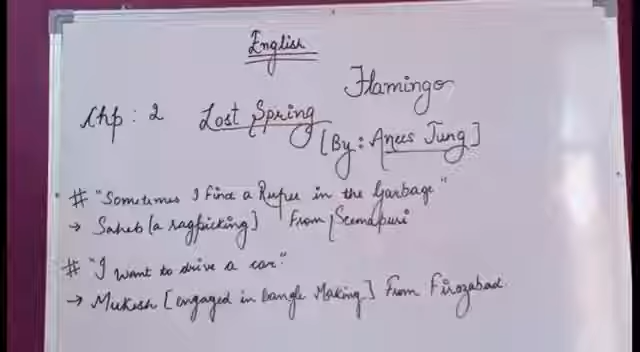 English
Flamingo
Chp : 2 Lost Spring
[By : Anees Jung]
# "Sometimes I find a Rupee in the Garbage"
→ Saheb [a ragpicking] From Seemapuri
# "I want to drive a car."
→ Mukesh [engaged in bangle Making] From Firozabad.